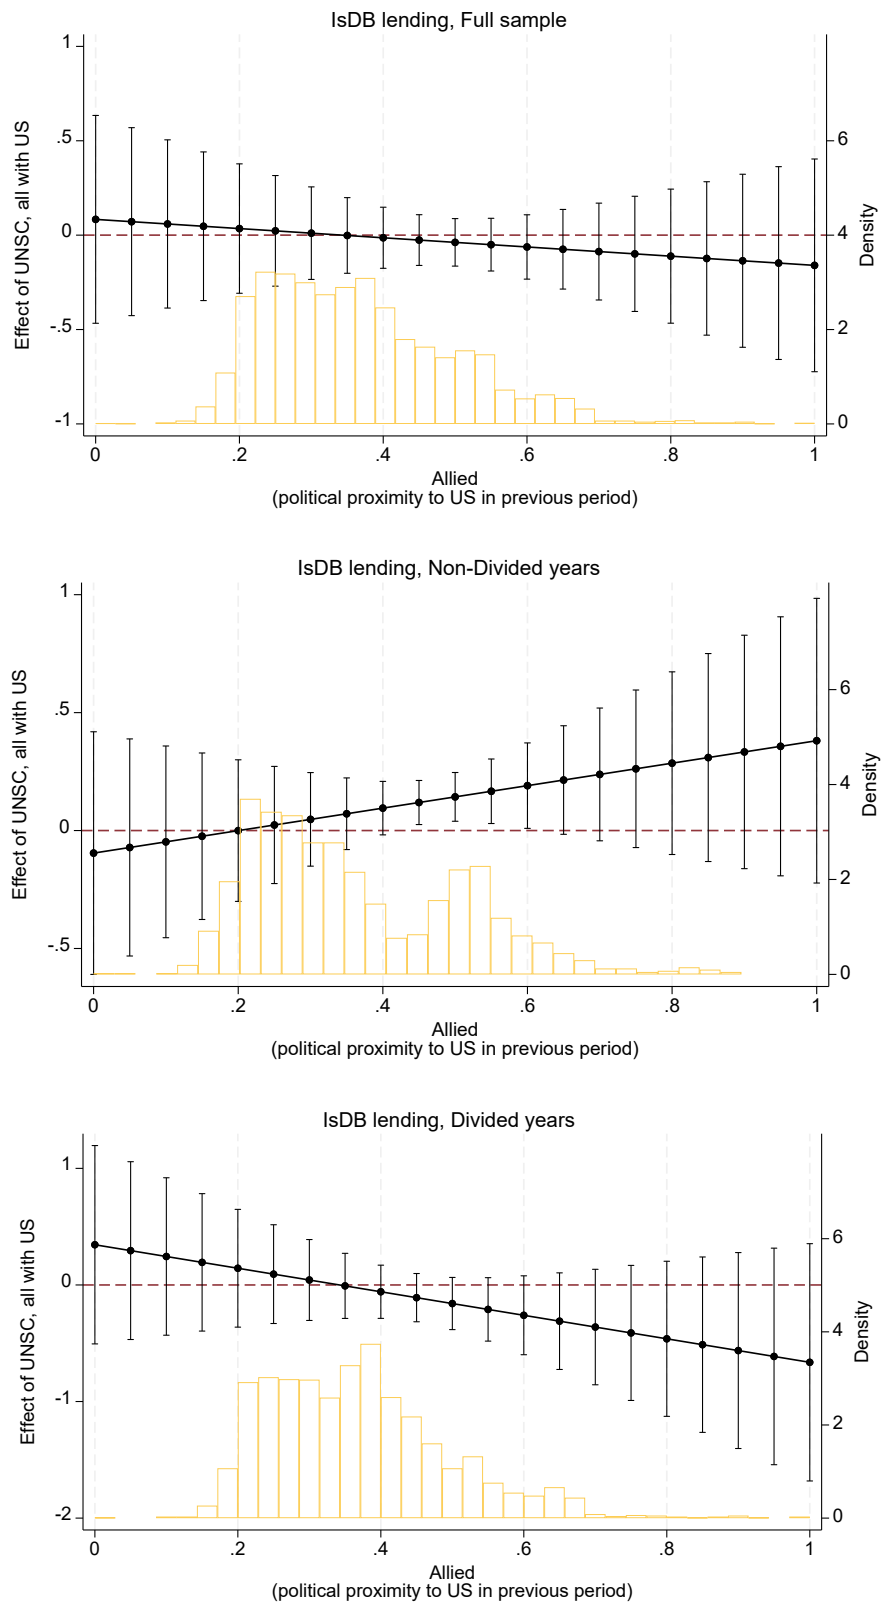 IsDB lending, Full sample
Effect of UNSC, all with US
1
.5
0
-.5
-1
6
4
2
0
Density
0 .2 .4 .6 .8 1
Allied
(political proximity to US in previous period)
IsDB lending, Non-Divided years
Effect of UNSC, all with US
1
.5
0
-.5
6
4
2
0
Density
0 .2 .4 .6 .8 1
Allied
(political proximity to US in previous period)
IsDB lending, Divided years
Effect of UNSC, all with US
1
0
-1
-2
6
4
2
0
Density
0 .2 .4 .6 .8 1
Allied
(political proximity to US in previous period)